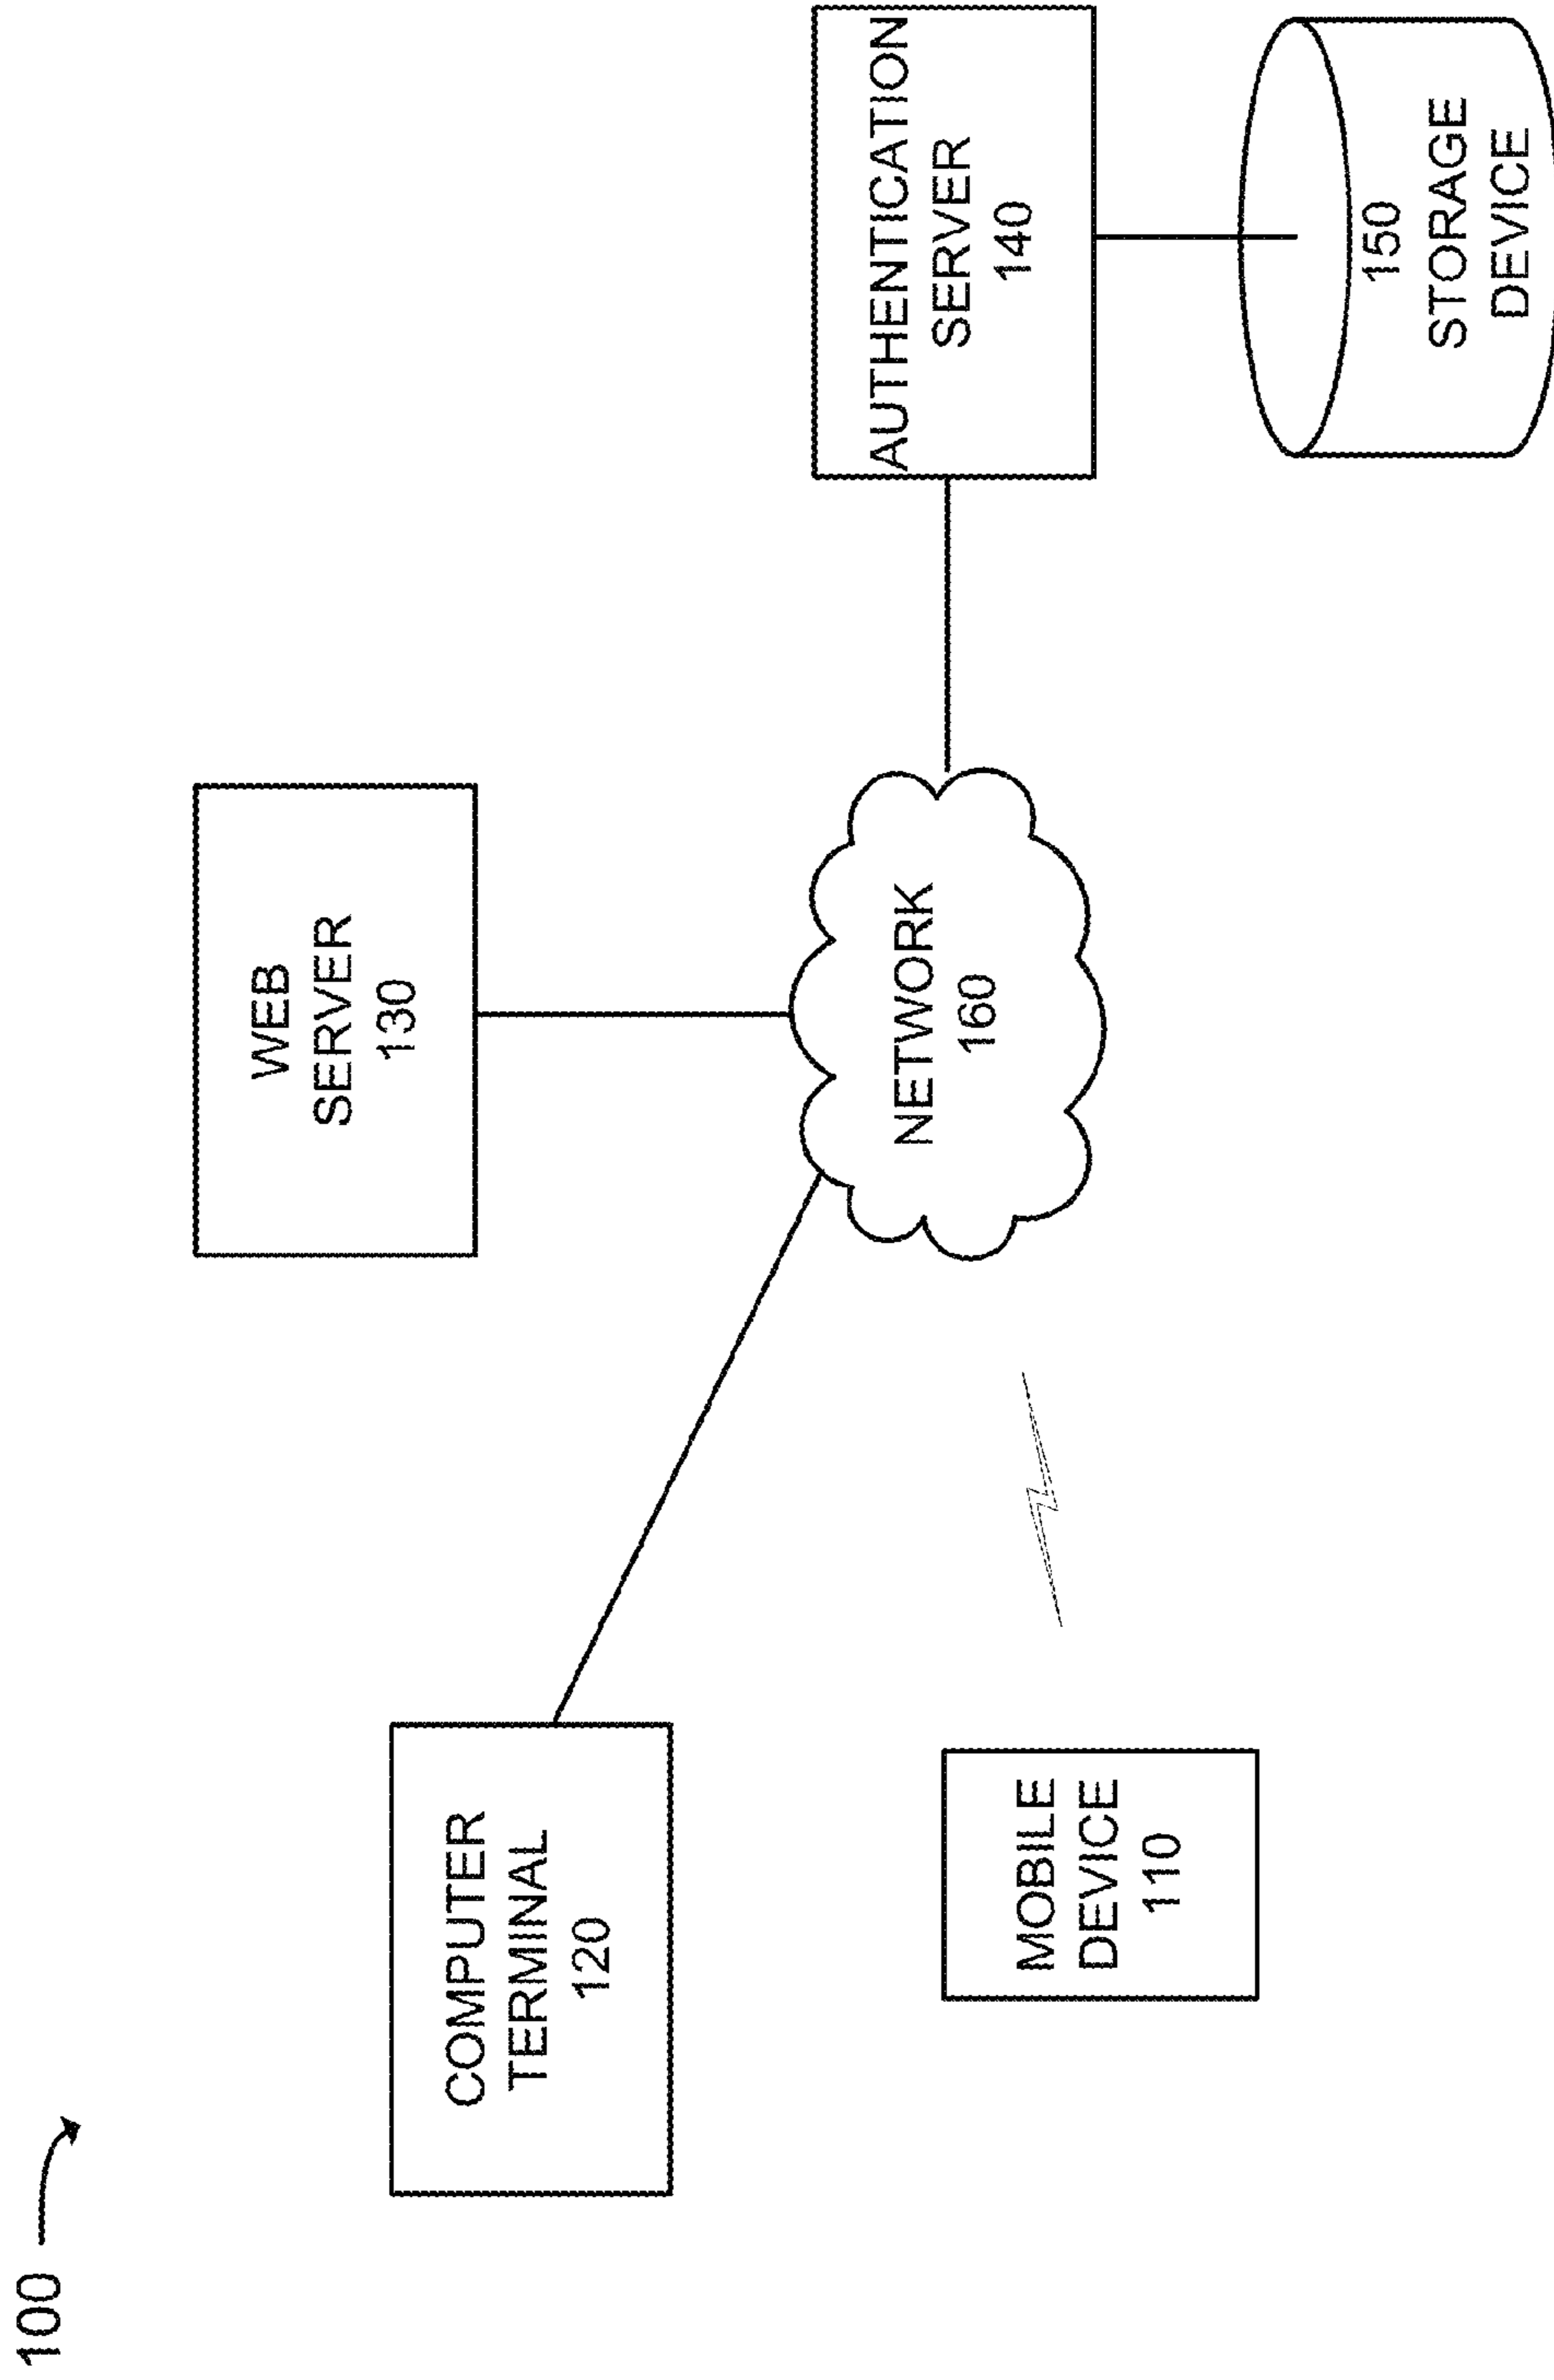 100
WEB
SERVER
130
COMPUTER
TERMINAL
120
NETWORK
160
AUTHENTICATION
SERVER
140
MOBILE
DEVICE
110
150
STORAGE
DEVICE